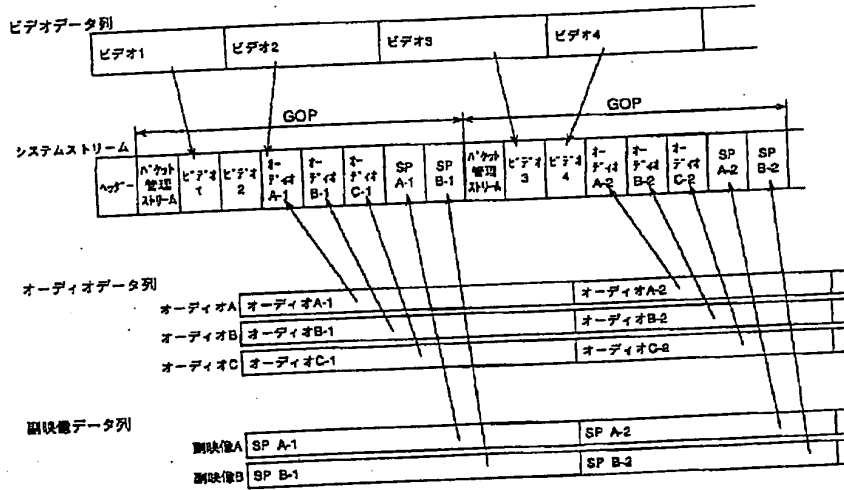 ビデオデータ列
ビデオ1 ビデオ2 ビデオ3 ビデオ4
GOP GOP
システムストリーム
ヘッダー
パケット管理ストリーム
ビデオ1
ビデオ2
オーディオA-1
オーディオB-1
オーディオC-1
SP A-1
SP B-1
パケット管理ストリーム
ビデオ3
ビデオ4
オーディオA-2
オーディオB-2
オーディオC-2
SP A-2
SP B-2
オーディオデータ列
オーディオA オーディオA-1 オーディオA-2
オーディオB オーディオB-1 オーディオB-2
オーディオC オーディオC-1 オーディオC-2
副映像データ列
副映像A SP A-1 SP A-2
副映像B SP B-1 SP B-2